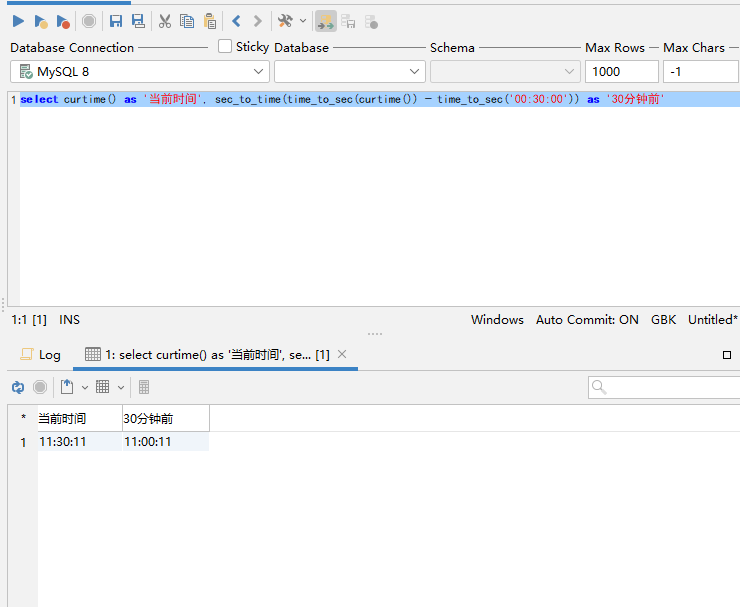 Database Connection Sticky Database Schema Max Rows Max Chars
MySQL 8 1000 -1
1 select curtime() as '当前时间', sec_to_time(time_to_sec(curtime()) - time_to_sec('00:30:00')) as '30分钟前'
1:1 [1] INS Windows Auto Commit: ON GBK Untitled*
Log 1: select curtime() as '当前时间', se... [1]
* 当前时间 30分钟前
1 11:30:11 11:00:11